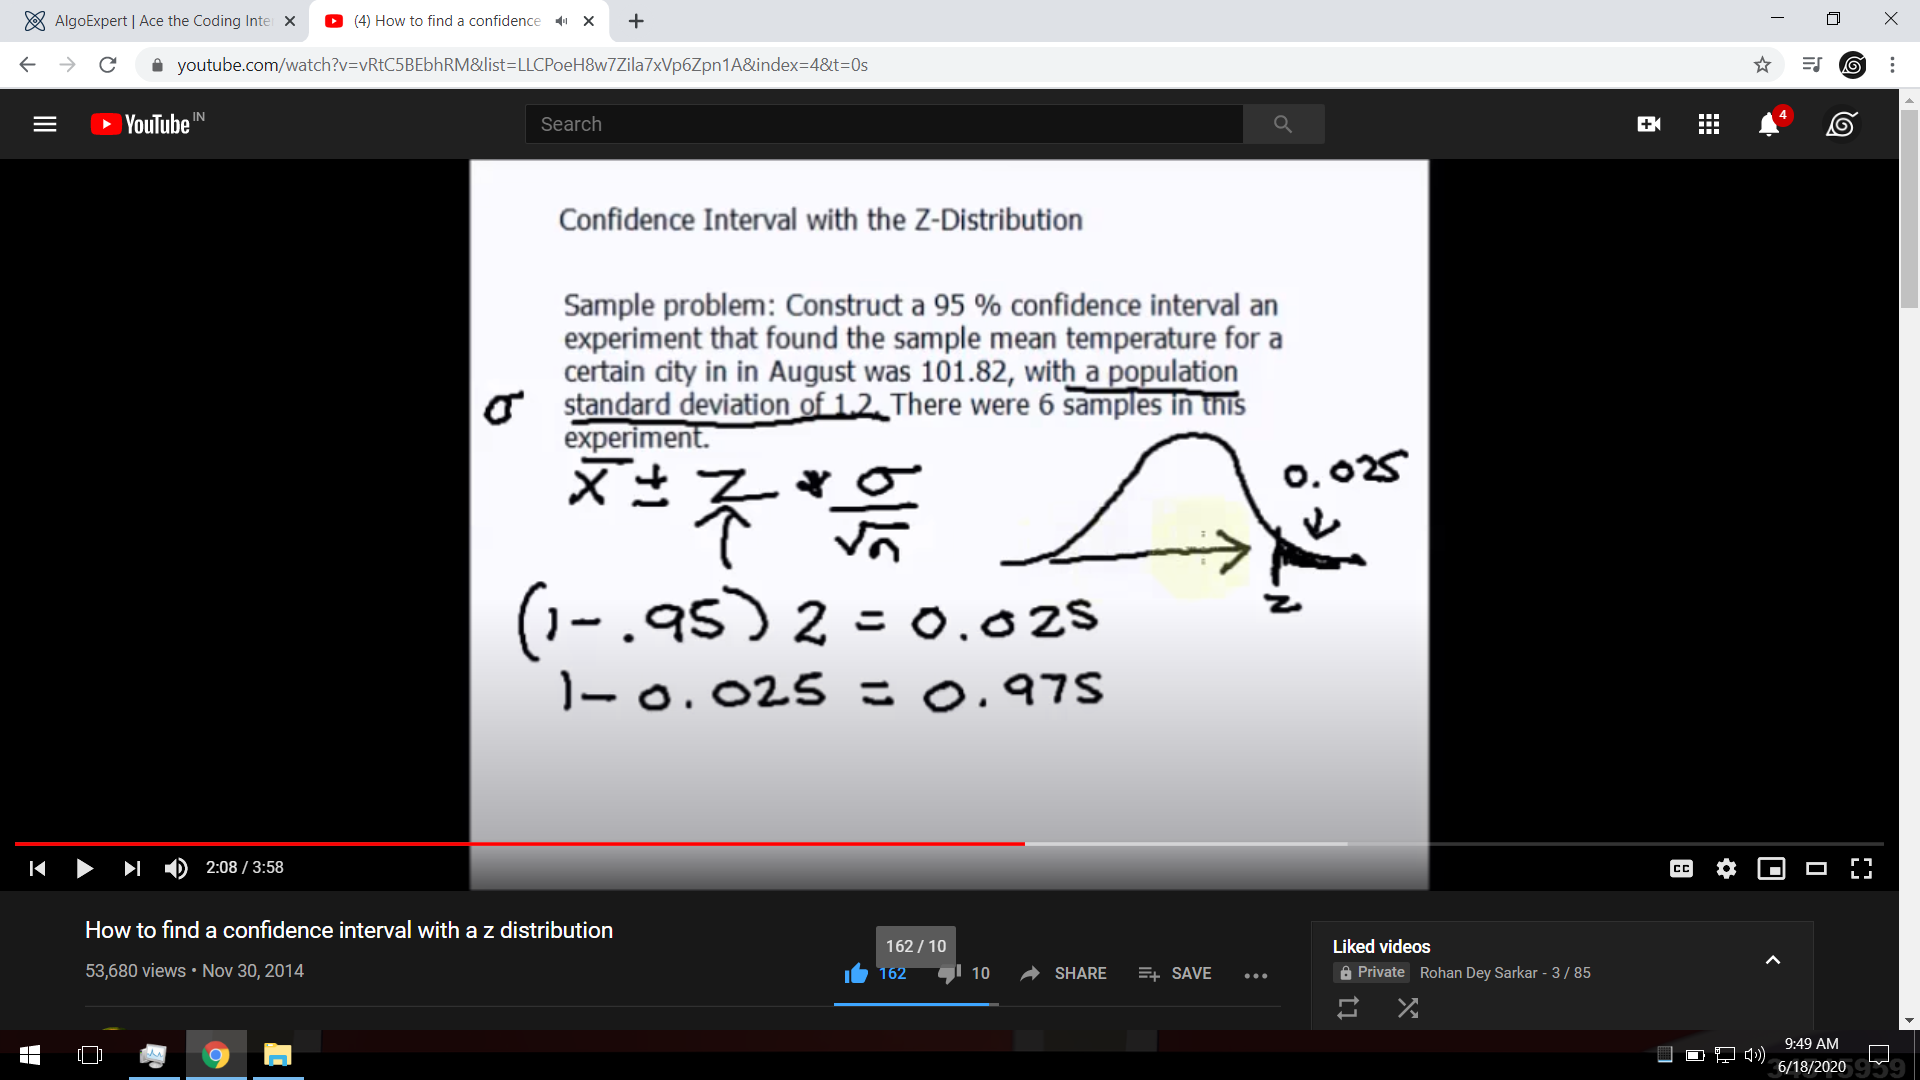 AlgoExpert | Ace the Coding Inte
(4) How to find a confidence
youtube.com/watch?v=vRtC5BEbhRM&list=LLCPoeH8w7Zila7xVp6Zpn1A&index=4&t=0s
YouTube IN
Search
4
Confidence Interval with the Z-Distribution
Sample problem: Construct a 95 % confidence interval an
experiment that found the sample mean temperature for a
certain city in in August was 101.82, with a population
σ standard deviation of 1.2. There were 6 samples in this
experiment.
x̄ ± z * σ/√n
0.025
z
(1 - .95) 2 = 0.025
1 - 0.025 = 0.975
2:08 / 3:58
CC
How to find a confidence interval with a z distribution
53,680 views • Nov 30, 2014
162 / 10
162 10 SHARE SAVE
Liked videos
Private Rohan Dey Sarkar - 3 / 85
9:49 AM
6/18/2020